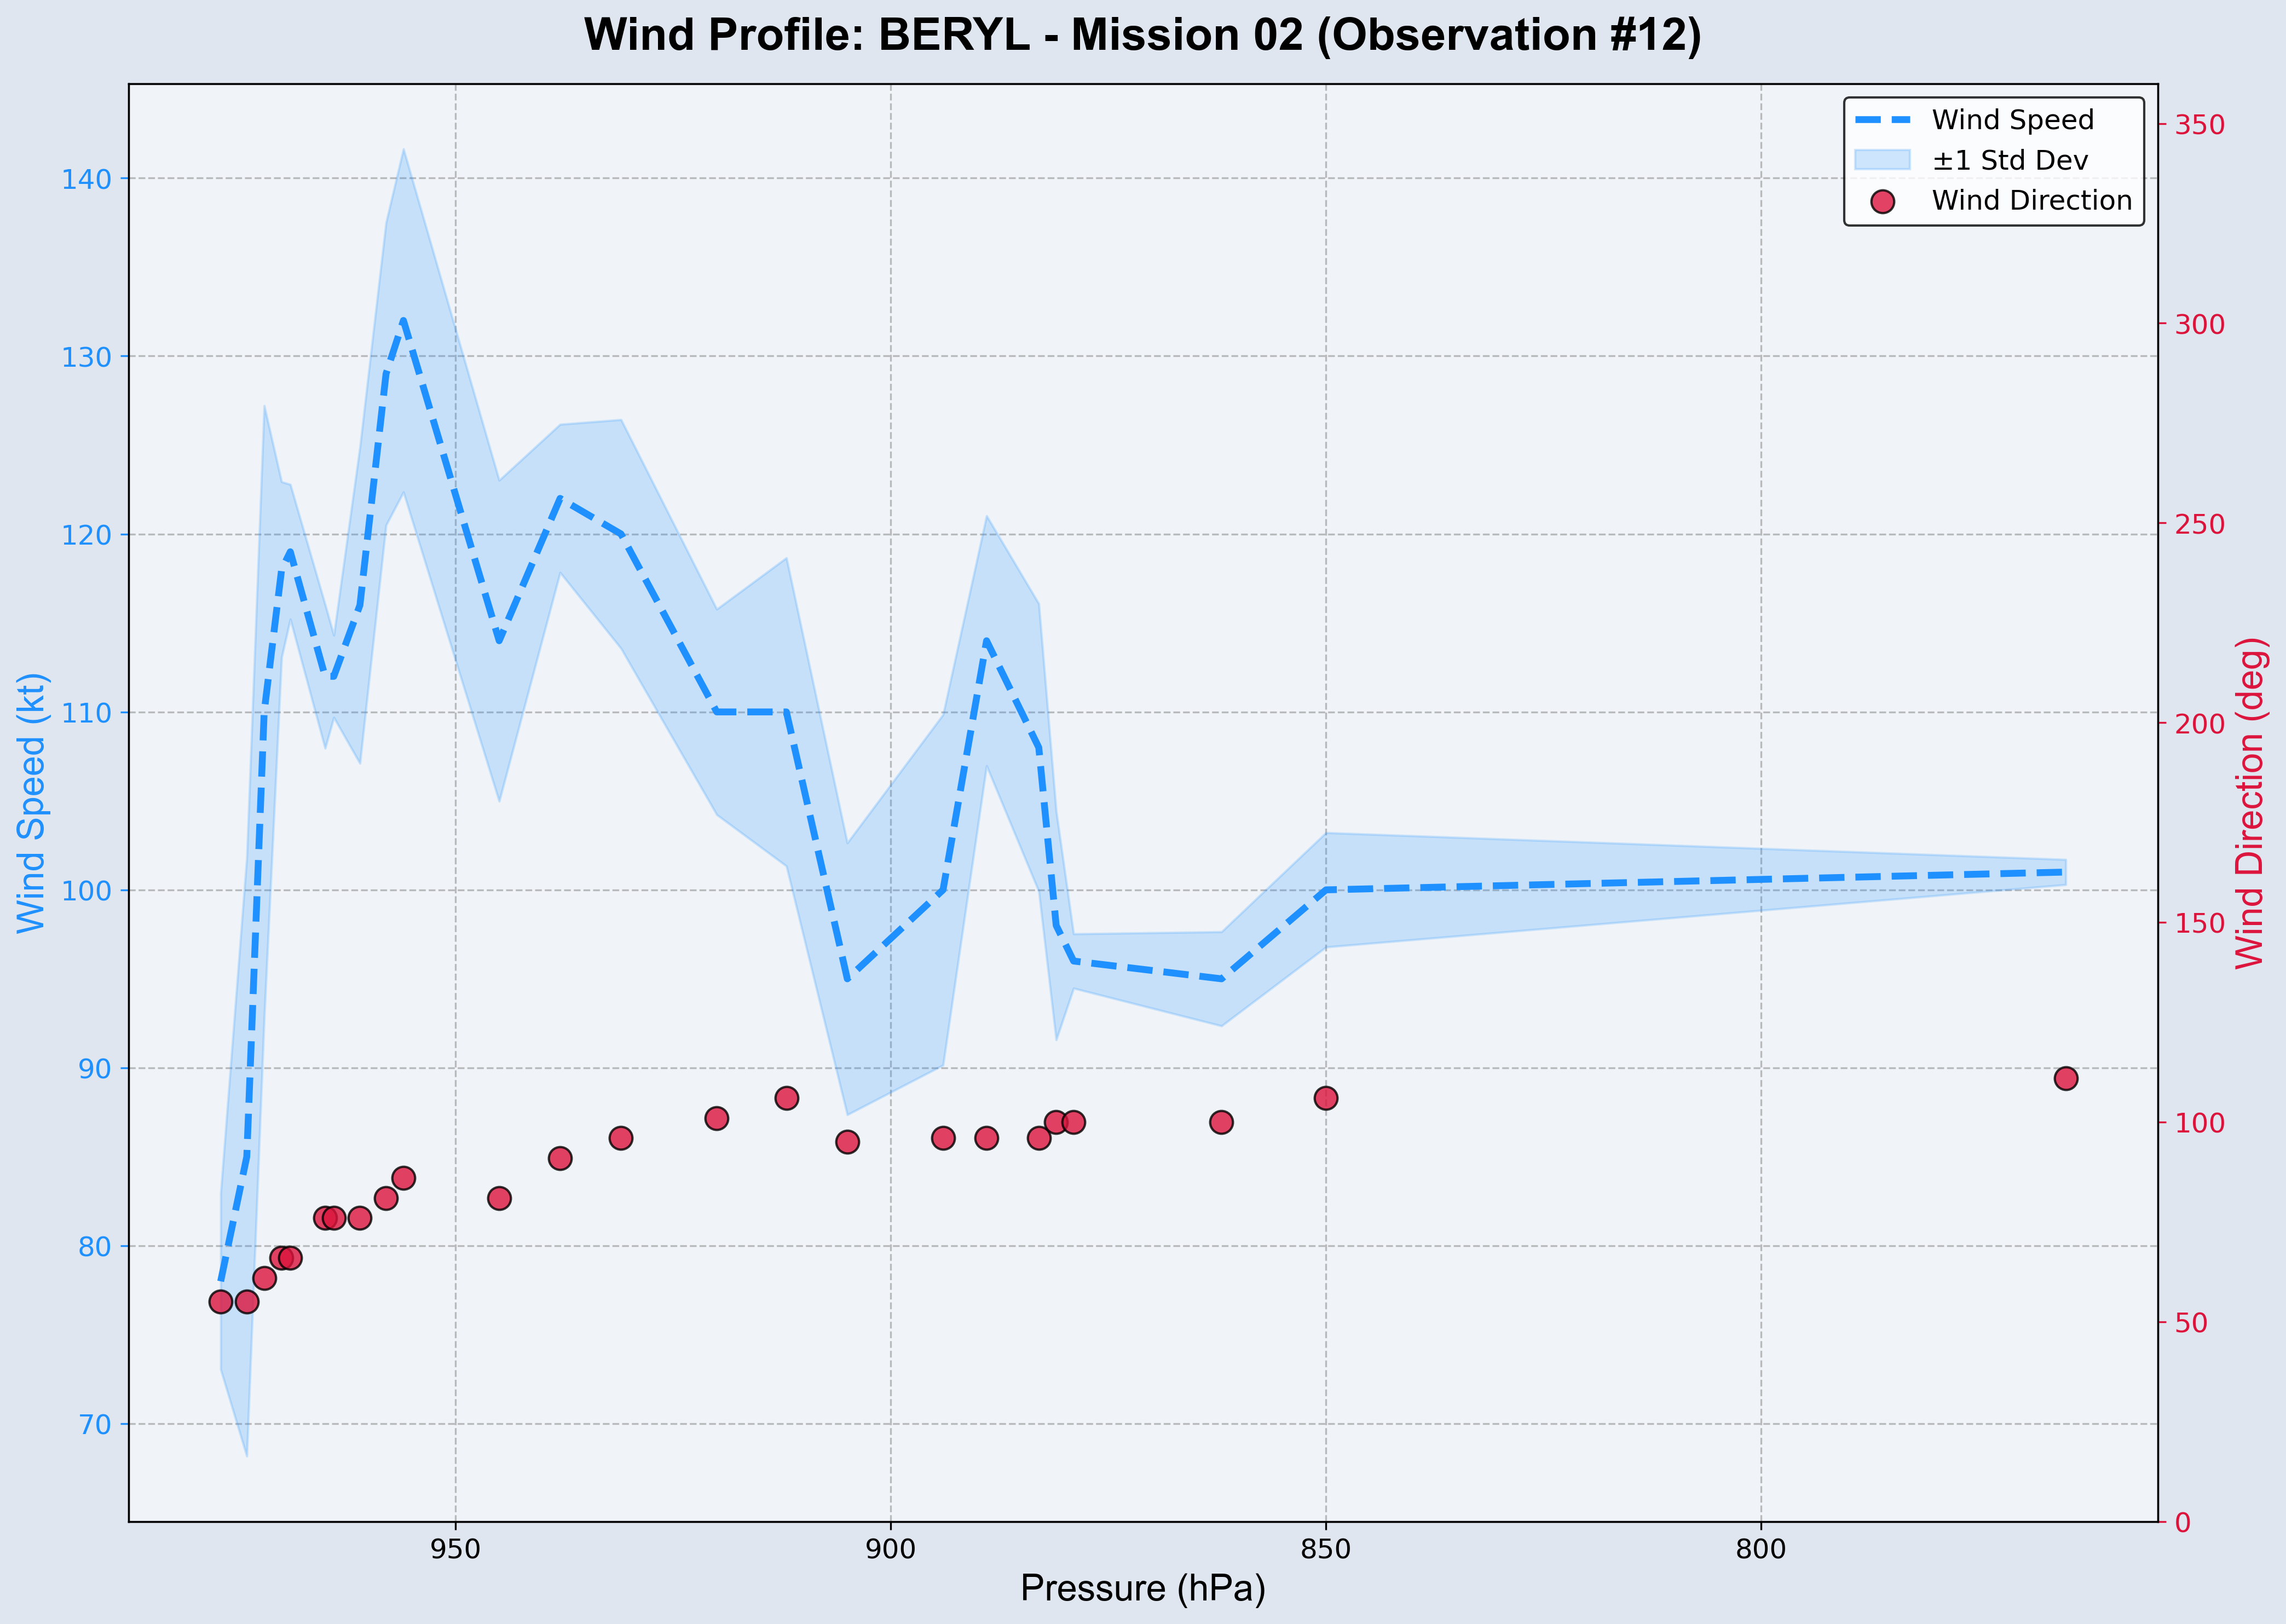 Wind Profile: BERYL - Mission 02 (Observation #12)
Wind Speed
±1 Std Dev
Wind Direction
Wind Speed (kt)
140
130
120
110
100
90
80
70
350
300
250
200
150
100
50
0
Wind Direction (deg)
950
900
850
800
Pressure (hPa)